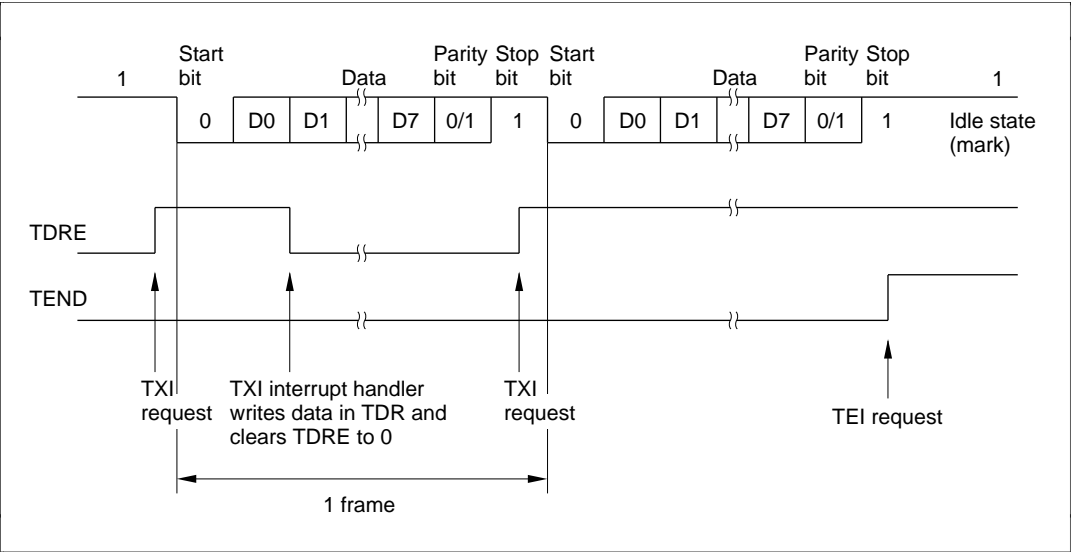 Start bit Data Parity bit Stop bit Start bit Data Parity bit Stop bit
1 1
0 D0 D1 D7 0/1 1 0 D0 D1 D7 0/1 1 Idle state (mark)
TDRE
TEND
TXI request
TXI interrupt handler
writes data in TDR and
clears TDRE to 0
TXI request
TEI request
1 frame